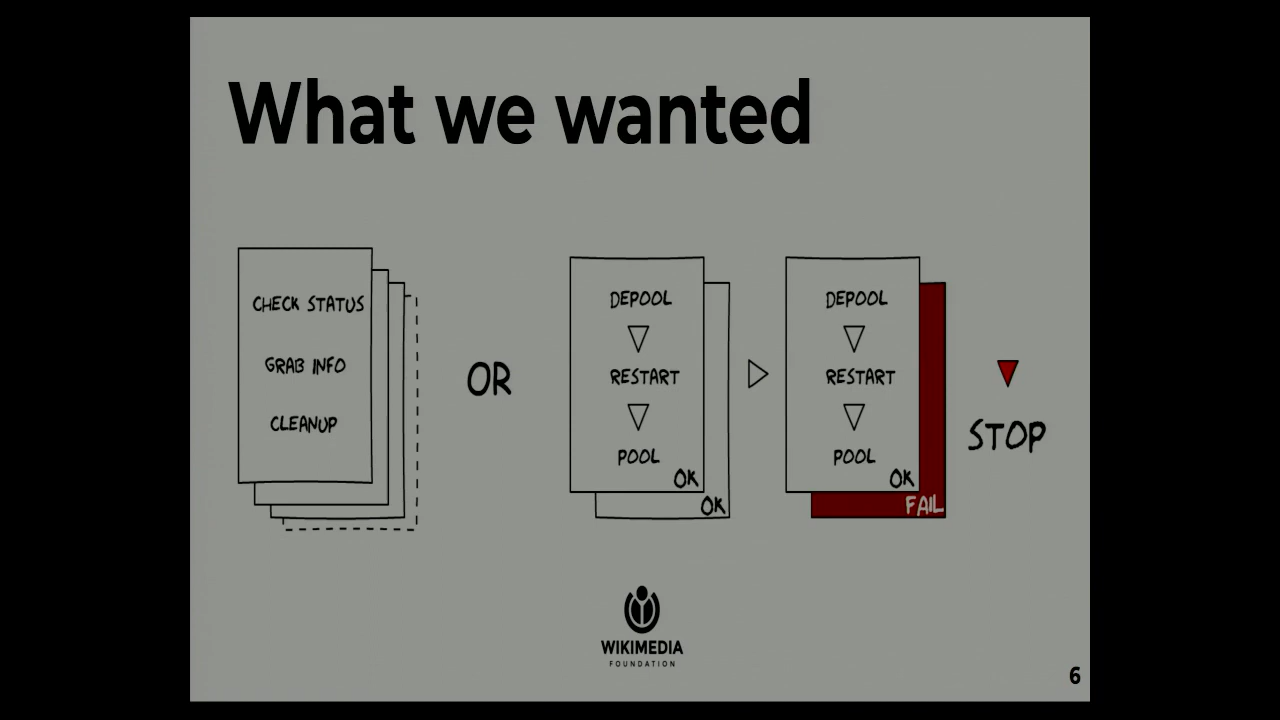 What we wanted
CHECK STATUS
GRAB INFO
CLEANUP
OR
DEPOOL
RESTART
POOL
OK
OK
DEPOOL
RESTART
POOL
OK
FAIL
STOP
WIKIMEDIA
FOUNDATION
6